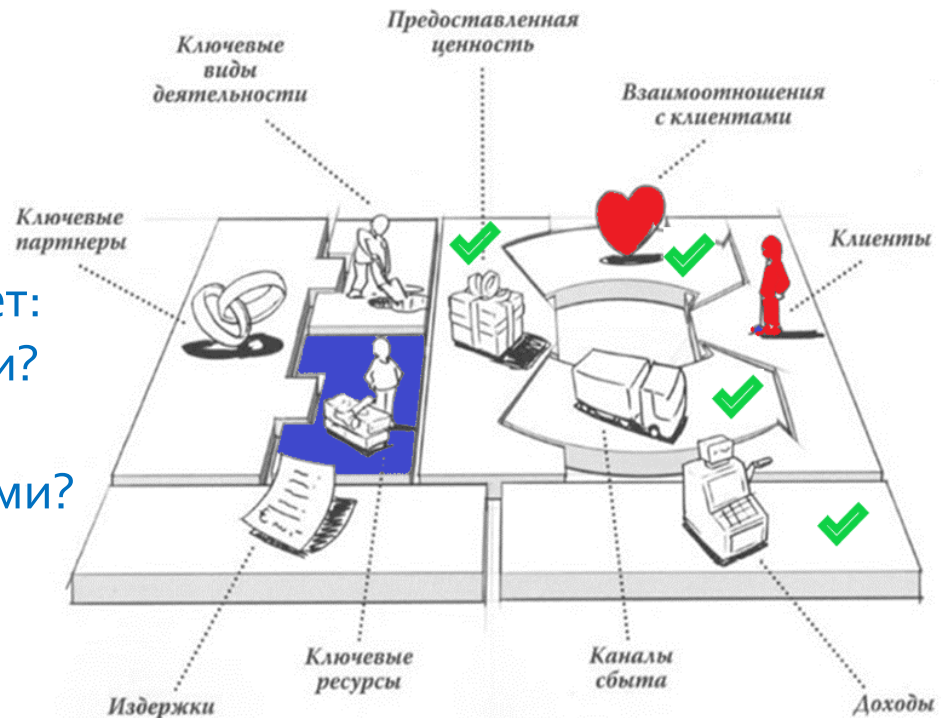 Предоставленная
ценность
Ключевые
виды
деятельности
Взаимоотношения
с клиентами
Ключевые
партнеры
Клиенты
ет:
и?
ми?
Ключевые
ресурсы
Каналы
сбыта
Издержки
Доходы